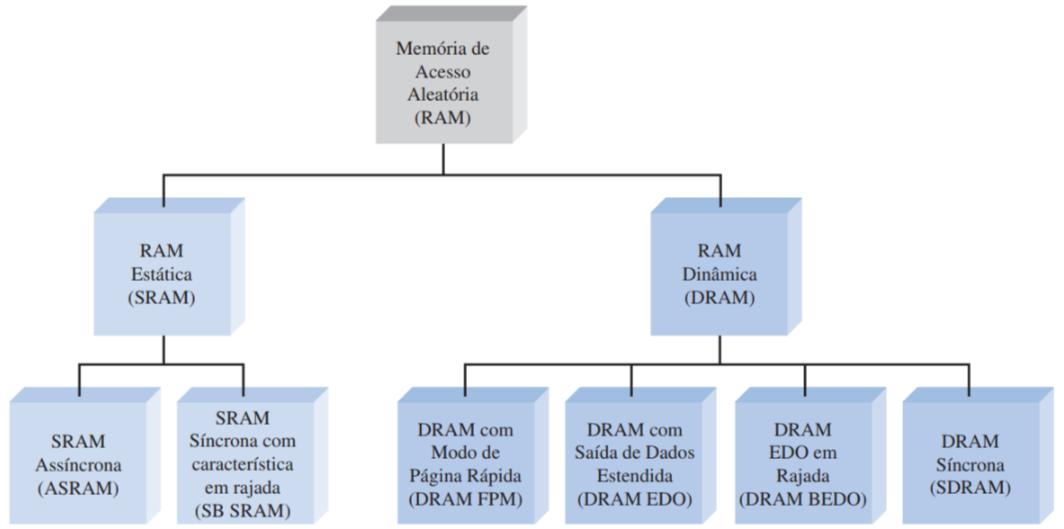 Memória de
Acesso
Aleatória
(RAM)
RAM
Estática
(SRAM)
RAM
Dinâmica
(DRAM)
SRAM
Assíncrona
(ASRAM)
SRAM
Síncrona com
característica
em rajada
(SB SRAM)
DRAM com
Modo de
Página Rápida
(DRAM FPM)
DRAM com
Saída de Dados
Estendida
(DRAM EDO)
DRAM
EDO em
Rajada
(DRAM BEDO)
DRAM
Síncrona
(SDRAM)